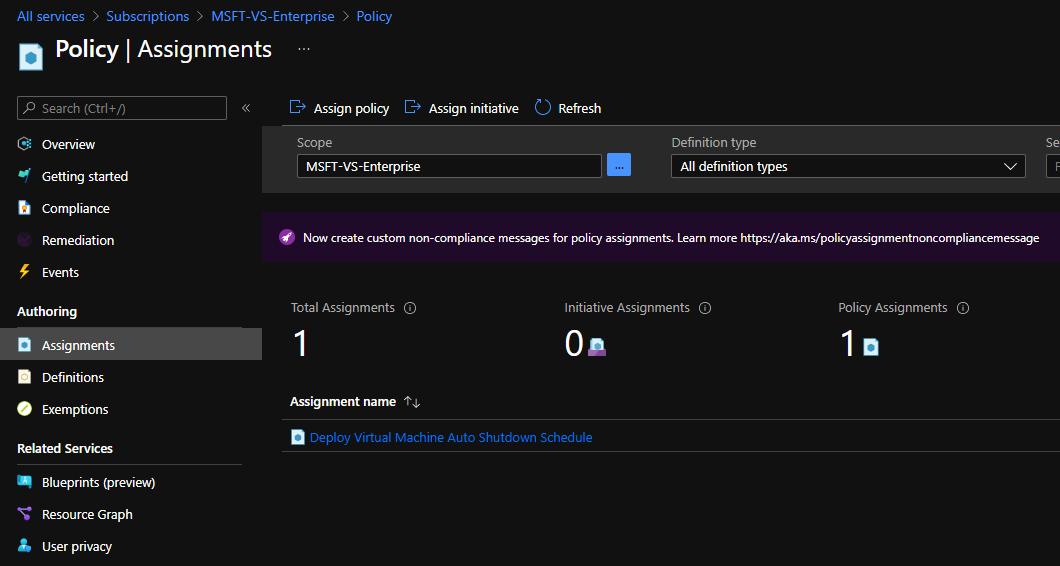 All services > Subscriptions > MSFT-VS-Enterprise > Policy
Policy | Assignments ...
Search (Ctrl+/) «
Overview
Getting started
Compliance
Remediation
Events
Authoring
Assignments
Definitions
Exemptions
Related Services
Blueprints (preview)
Resource Graph
User privacy
Assign policy Assign initiative Refresh
Scope Definition type Se
MSFT-VS-Enterprise ... All definition types
Now create custom non-compliance messages for policy assignments. Learn more https://aka.ms/policyassignmentnoncompliancemessage
Total Assignments Initiative Assignments Policy Assignments
1 0 1
Assignment name ↑↓
Deploy Virtual Machine Auto Shutdown Schedule